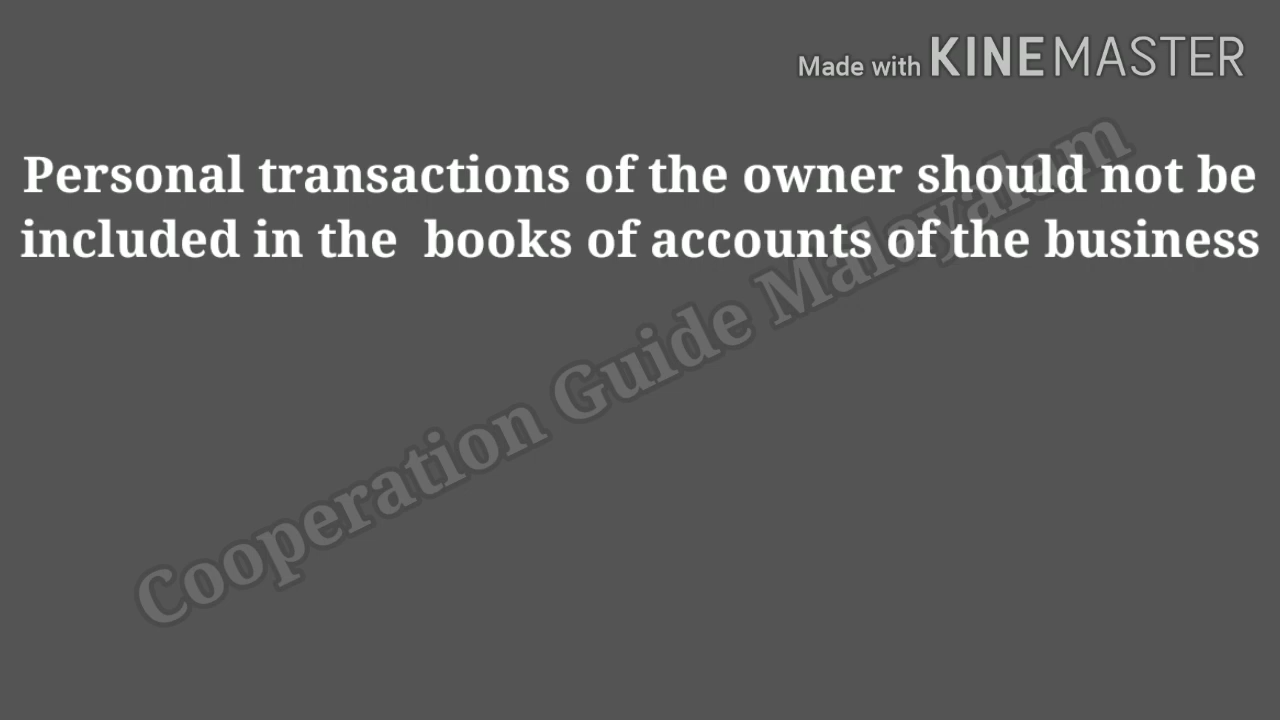 Made with KINEMASTER
Personal transactions of the owner should not be
included in the  books of accounts of the business
Cooperation Guide Malayalam